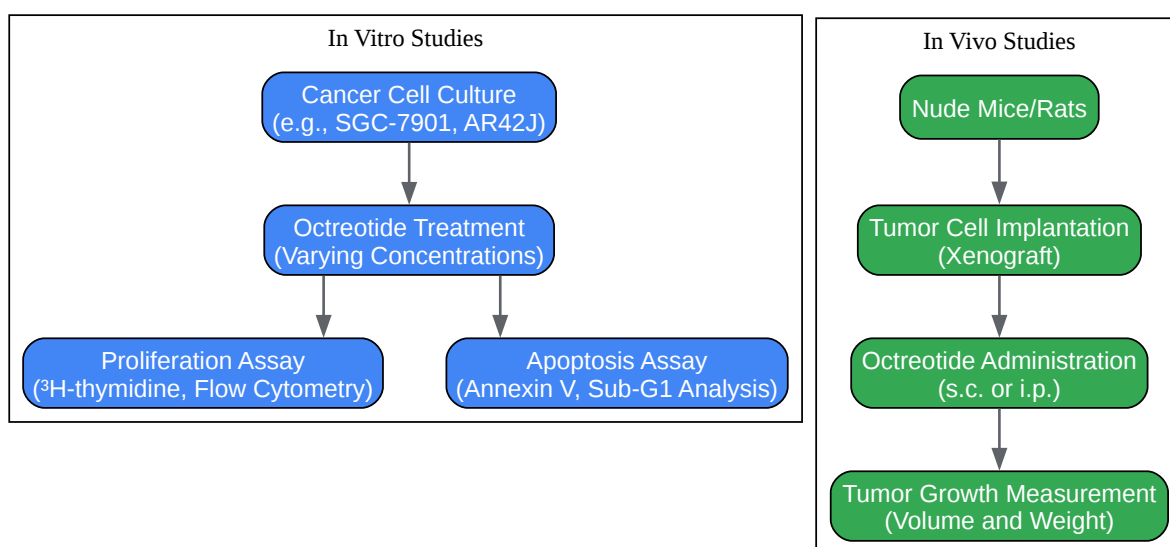 In Vitro Studies
Cancer Cell Culture
(e.g., SGC-7901, AR42J)
Octreotide Treatment
(Varying Concentrations)
Proliferation Assay
(³H-thymidine, Flow Cytometry)
Apoptosis Assay
(Annexin V, Sub-G1 Analysis)
In Vivo Studies
Nude Mice/Rats
Tumor Cell Implantation
(Xenograft)
Octreotide Administration
(s.c. or i.p.)
Tumor Growth Measurement
(Volume and Weight)